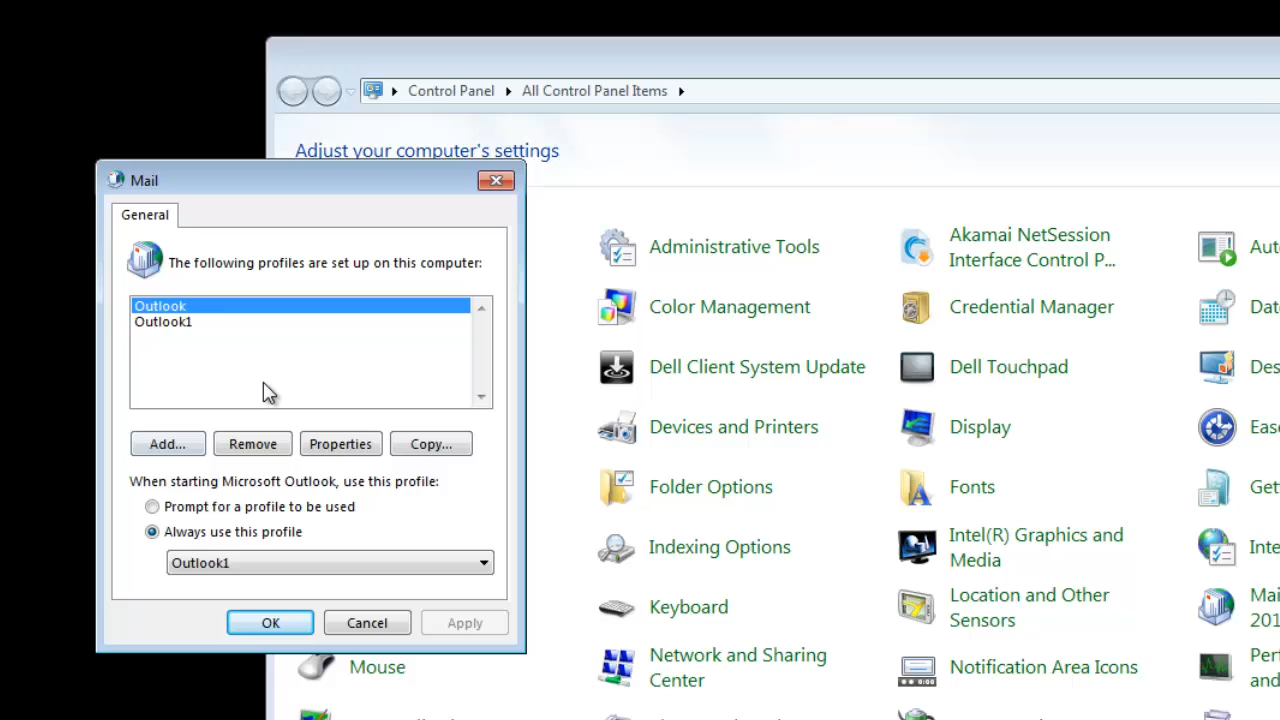 Control Panel
All Control Panel Items
Adjust your computer's settings
Mail
General
The following profiles are set up on this computer:
Outlook
Outlook1
Add...
Remove
Properties
Copy...
When starting Microsoft Outlook, use this profile:
Prompt for a profile to be used
Always use this profile
Outlook1
OK
Cancel
Apply
Administrative Tools
Akamai NetSession
Interface Control P...
Color Management
Credential Manager
Dell Client System Update
Dell Touchpad
Devices and Printers
Display
Folder Options
Fonts
Indexing Options
Intel(R) Graphics and
Media
Keyboard
Location and Other
Sensors
201
Mouse
Network and Sharing
Center
Notification Area Icons
and